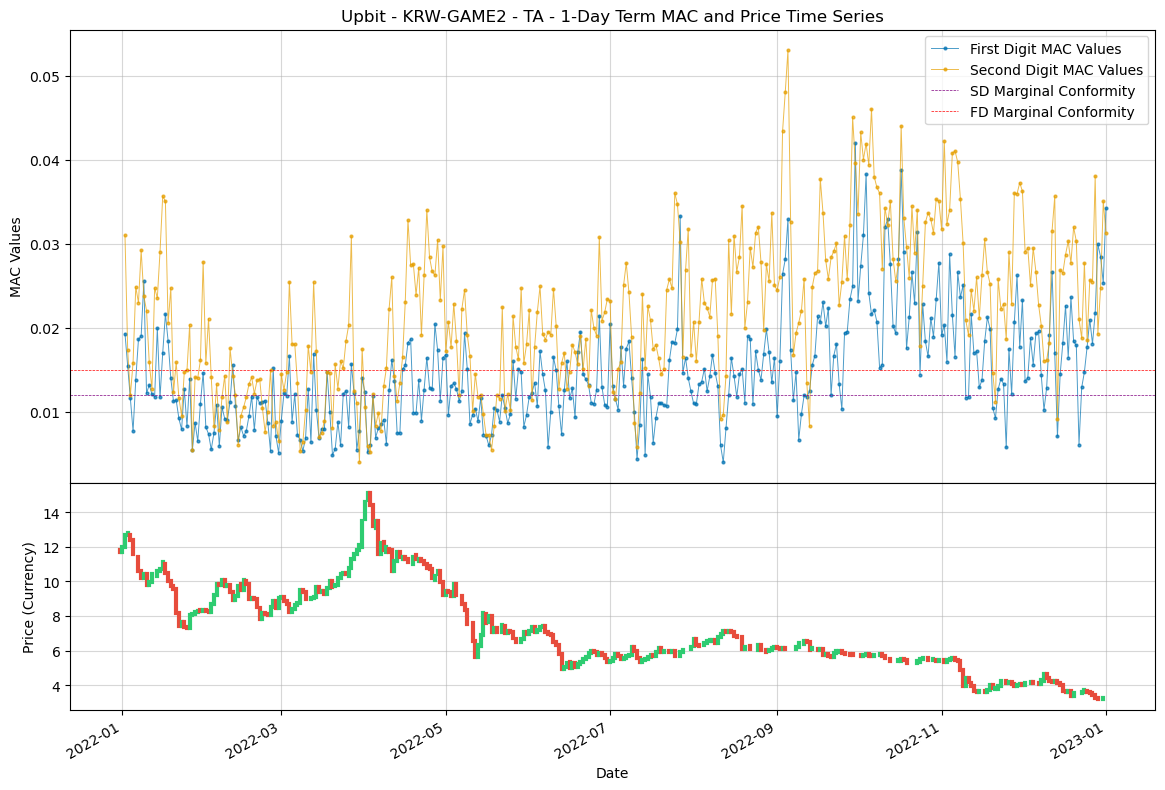 Upbit - KRW-GAME2 - TA - 1-Day Term MAC and Price Time Series
First Digit MAC Values
Second Digit MAC Values
SD Marginal Conformity
FD Marginal Conformity
MAC Values
0.05
0.04
0.03
0.02
0.01
Price (Currency)
14
12
10
8
6
4
2022-01
2022-03
2022-05
2022-07
2022-09
2022-11
2023-01
Date